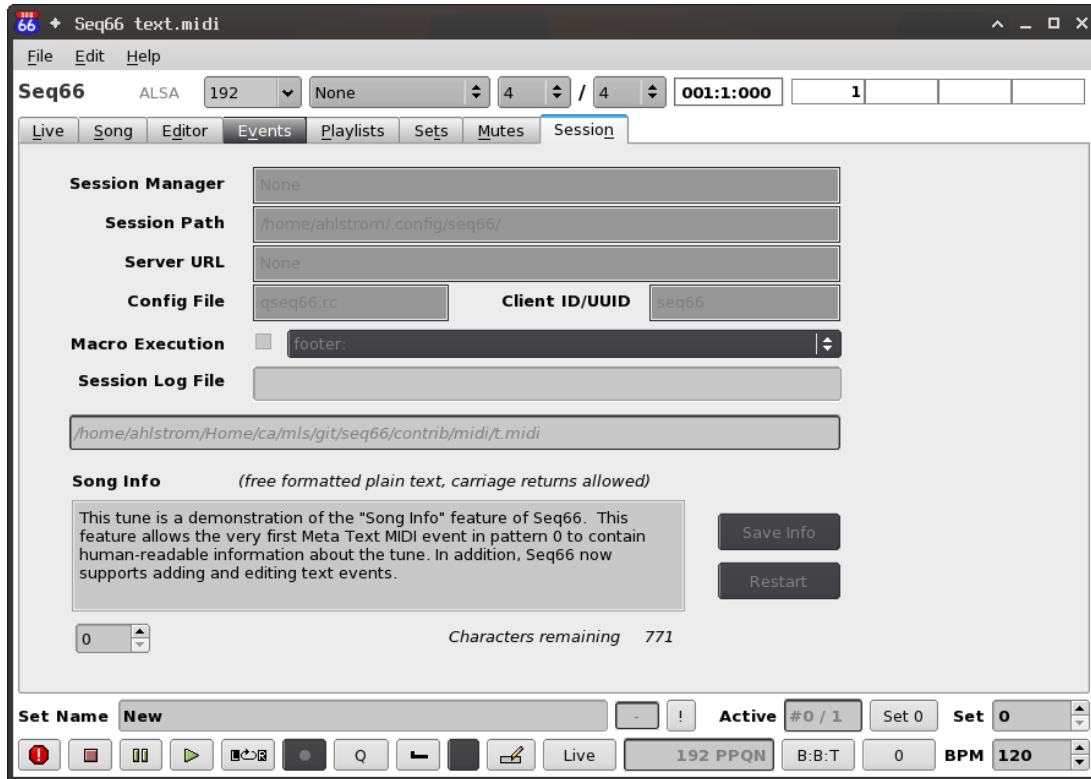 Seq66 text.midi
File Edit Help
Seq66 ALSA 192 None 4 / 4 001:1:000 1
Live Song Editor Events Playlists Sets Mutes Session
Session Manager None
Session Path /home/ahlstrom/.config/seq66/
Server URL None
Config File qseq66.rc Client ID/UUID seq66
Macro Execution footer:
Session Log File
/home/ahlstrom/Home/ca/mls/git/seq66/contrib/midi/t.midi
Song Info (free formatted plain text, carriage returns allowed)
This tune is a demonstration of the "Song Info" feature of Seq66. This
feature allows the very first Meta Text MIDI event in pattern 0 to contain
human-readable information about the tune. In addition, Seq66 now
supports adding and editing text events.
Save Info
Restart
0 Characters remaining 771
Set Name New - ! Active #0 / 1 Set 0 Set 0
Q Live 192 PPQN B:B:T 0 BPM 120